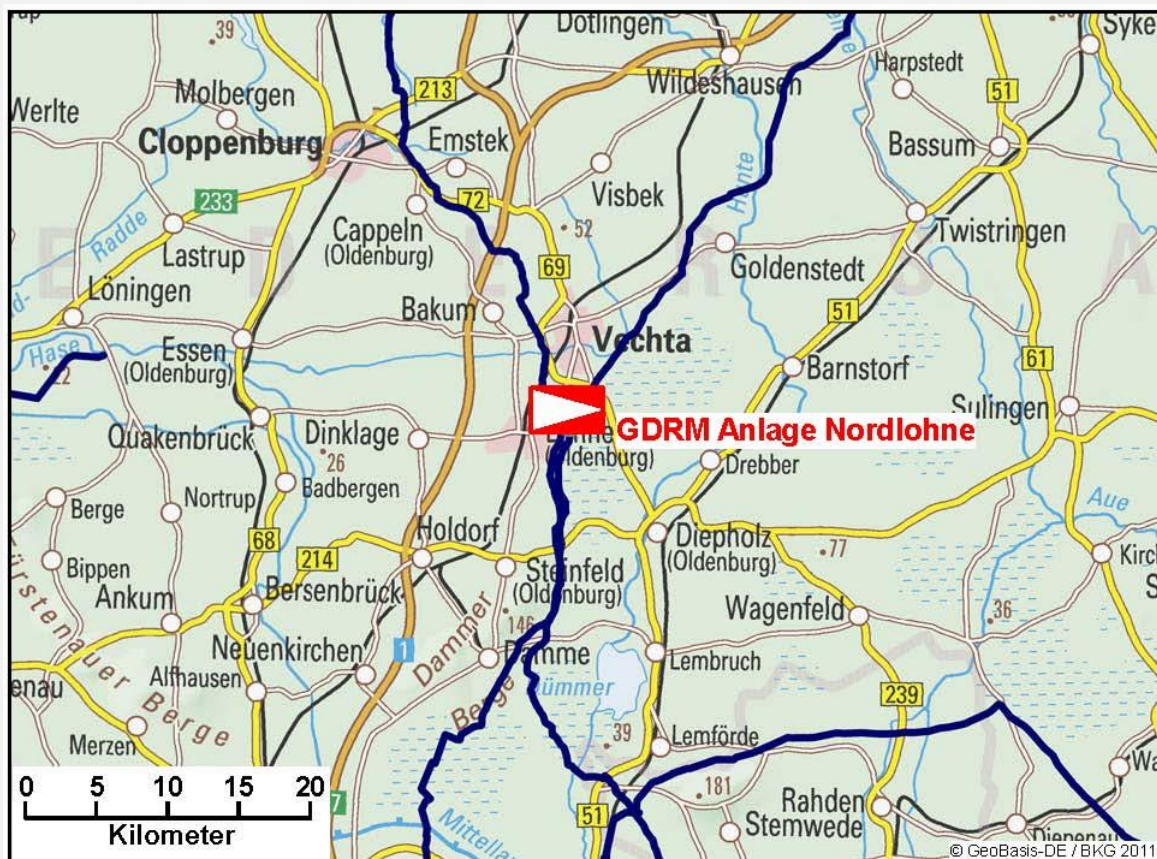 39
Dötlingen
Syke
Wildeshausen
Harpstedt
51
Molbergen
213
Werlte
Cloppenburg
Emstek
Bassum
Visbek
Hunte
233
72
Cappeln
(Oldenburg)
52
Twistringen
Radde
Lastrup
69
Goldenstedt
Löningen
Bakum
51
Hase
22
Essen
(Oldenburg)
Vechta
61
Barnstorf
Sulingen
GDRM Anlage Nordlohne
Quakenbrück
Dinklage
26
Badbergen
Drebber
Berge
Nortrup
Aue
Holdorf
Diepholz
(Oldenburg)
77
68
214
Bippen
Ankum
Bersenbrück
Steinfeld
(Oldenburg)
Wagenfeld
36
146
Neuenkirchen
1
Dammer
Berge
Damme
Lembruch
Fürstenauer Berge
Alfhausen
239
Merzen
39
Lemförde
181
0 5 10 15 20
Kilometer
51
Rahden
Stemwede
Diepenau
© GeoBasis-DE / BKG 2011